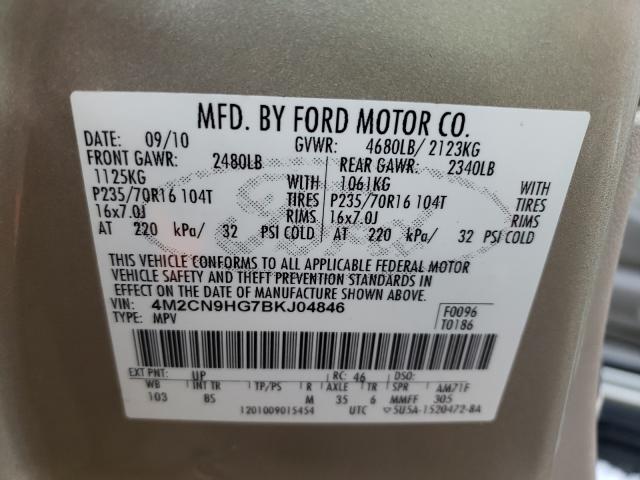 MFD. BY FORD MOTOR CO.
DATE: 09/10 GVWR: 4680LB/ 2123KG
FRONT GAWR: 2480LB REAR GAWR: 2340LB
1125KG WITH 1061KG WITH
P235/70R16 104T TIRES P235/70R16 104T TIRES
16x7.0J RIMS 16x7.0J RIMS
AT 220 kPa/ 32 PSI COLD AT 220 kPa/ 32 PSI COLD
THIS VEHICLE CONFORMS TO ALL APPLICABLE FEDERAL MOTOR
VEHICLE SAFETY AND THEFT PREVENTION STANDARDS IN
EFFECT ON THE DATE OF MANUFACTURE SHOWN ABOVE.
VIN: 4M2CN9HG7BKJ04846 F0096
TYPE: MPV T0186
EXT PNT: UP RC: 46 DSO:
WB INT TR TP/PS R AXLE TR SPR AM71F
103 BS M 35 6 MMFF 305
1201009015454 UTC 5U5A-1520472-8A